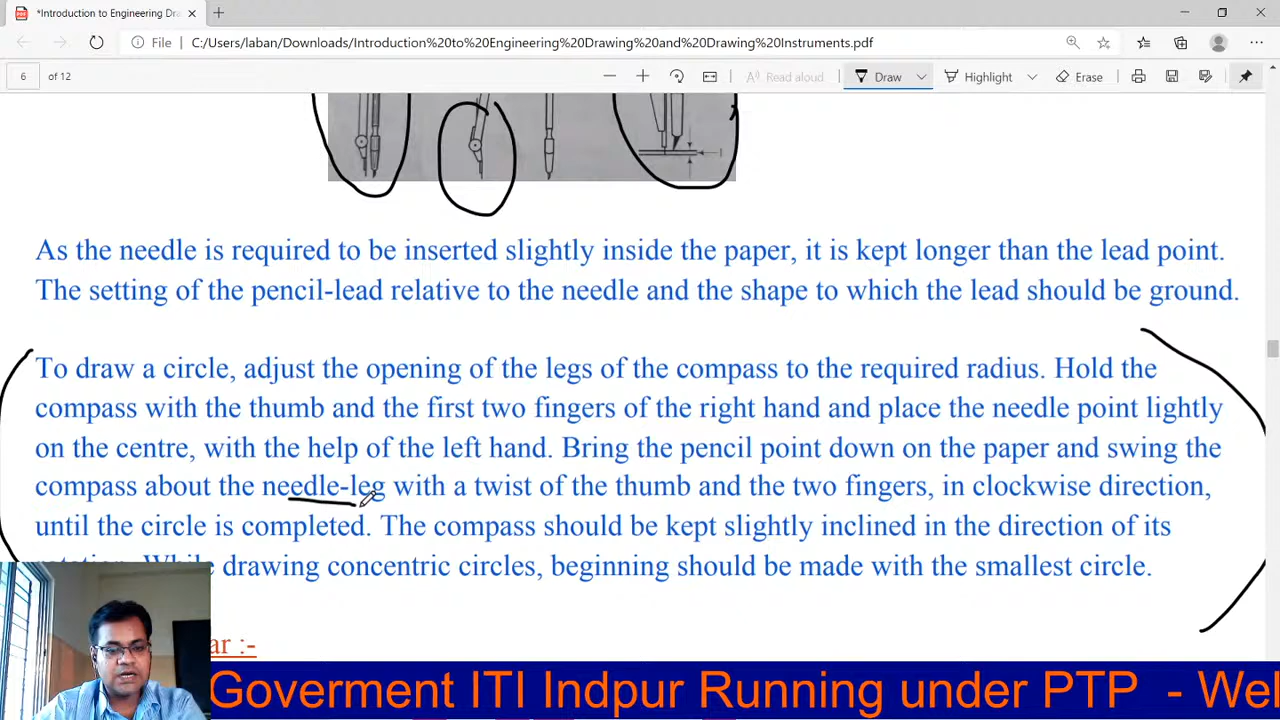 *Introduction to Engineering Dra
File C:/Users/laban/Downloads/Introduction%20to%20Engineering%20Drawing%20and%20Drawing%20Instruments.pdf
6 of 12 Read aloud Draw Highlight Erase
As the needle is required to be inserted slightly inside the paper, it is kept longer than the lead point.
The setting of the pencil-lead relative to the needle and the shape to which the lead should be ground.
To draw a circle, adjust the opening of the legs of the compass to the required radius. Hold the
compass with the thumb and the first two fingers of the right hand and place the needle point lightly
on the centre, with the help of the left hand. Bring the pencil point down on the paper and swing the
compass about the needle-leg with a twist of the thumb and the two fingers, in clockwise direction,
until the circle is completed. The compass should be kept slightly inclined in the direction of its
While drawing concentric circles, beginning should be made with the smallest circle.
ar :-
Goverment ITI Indpur Running under PTP - Wel